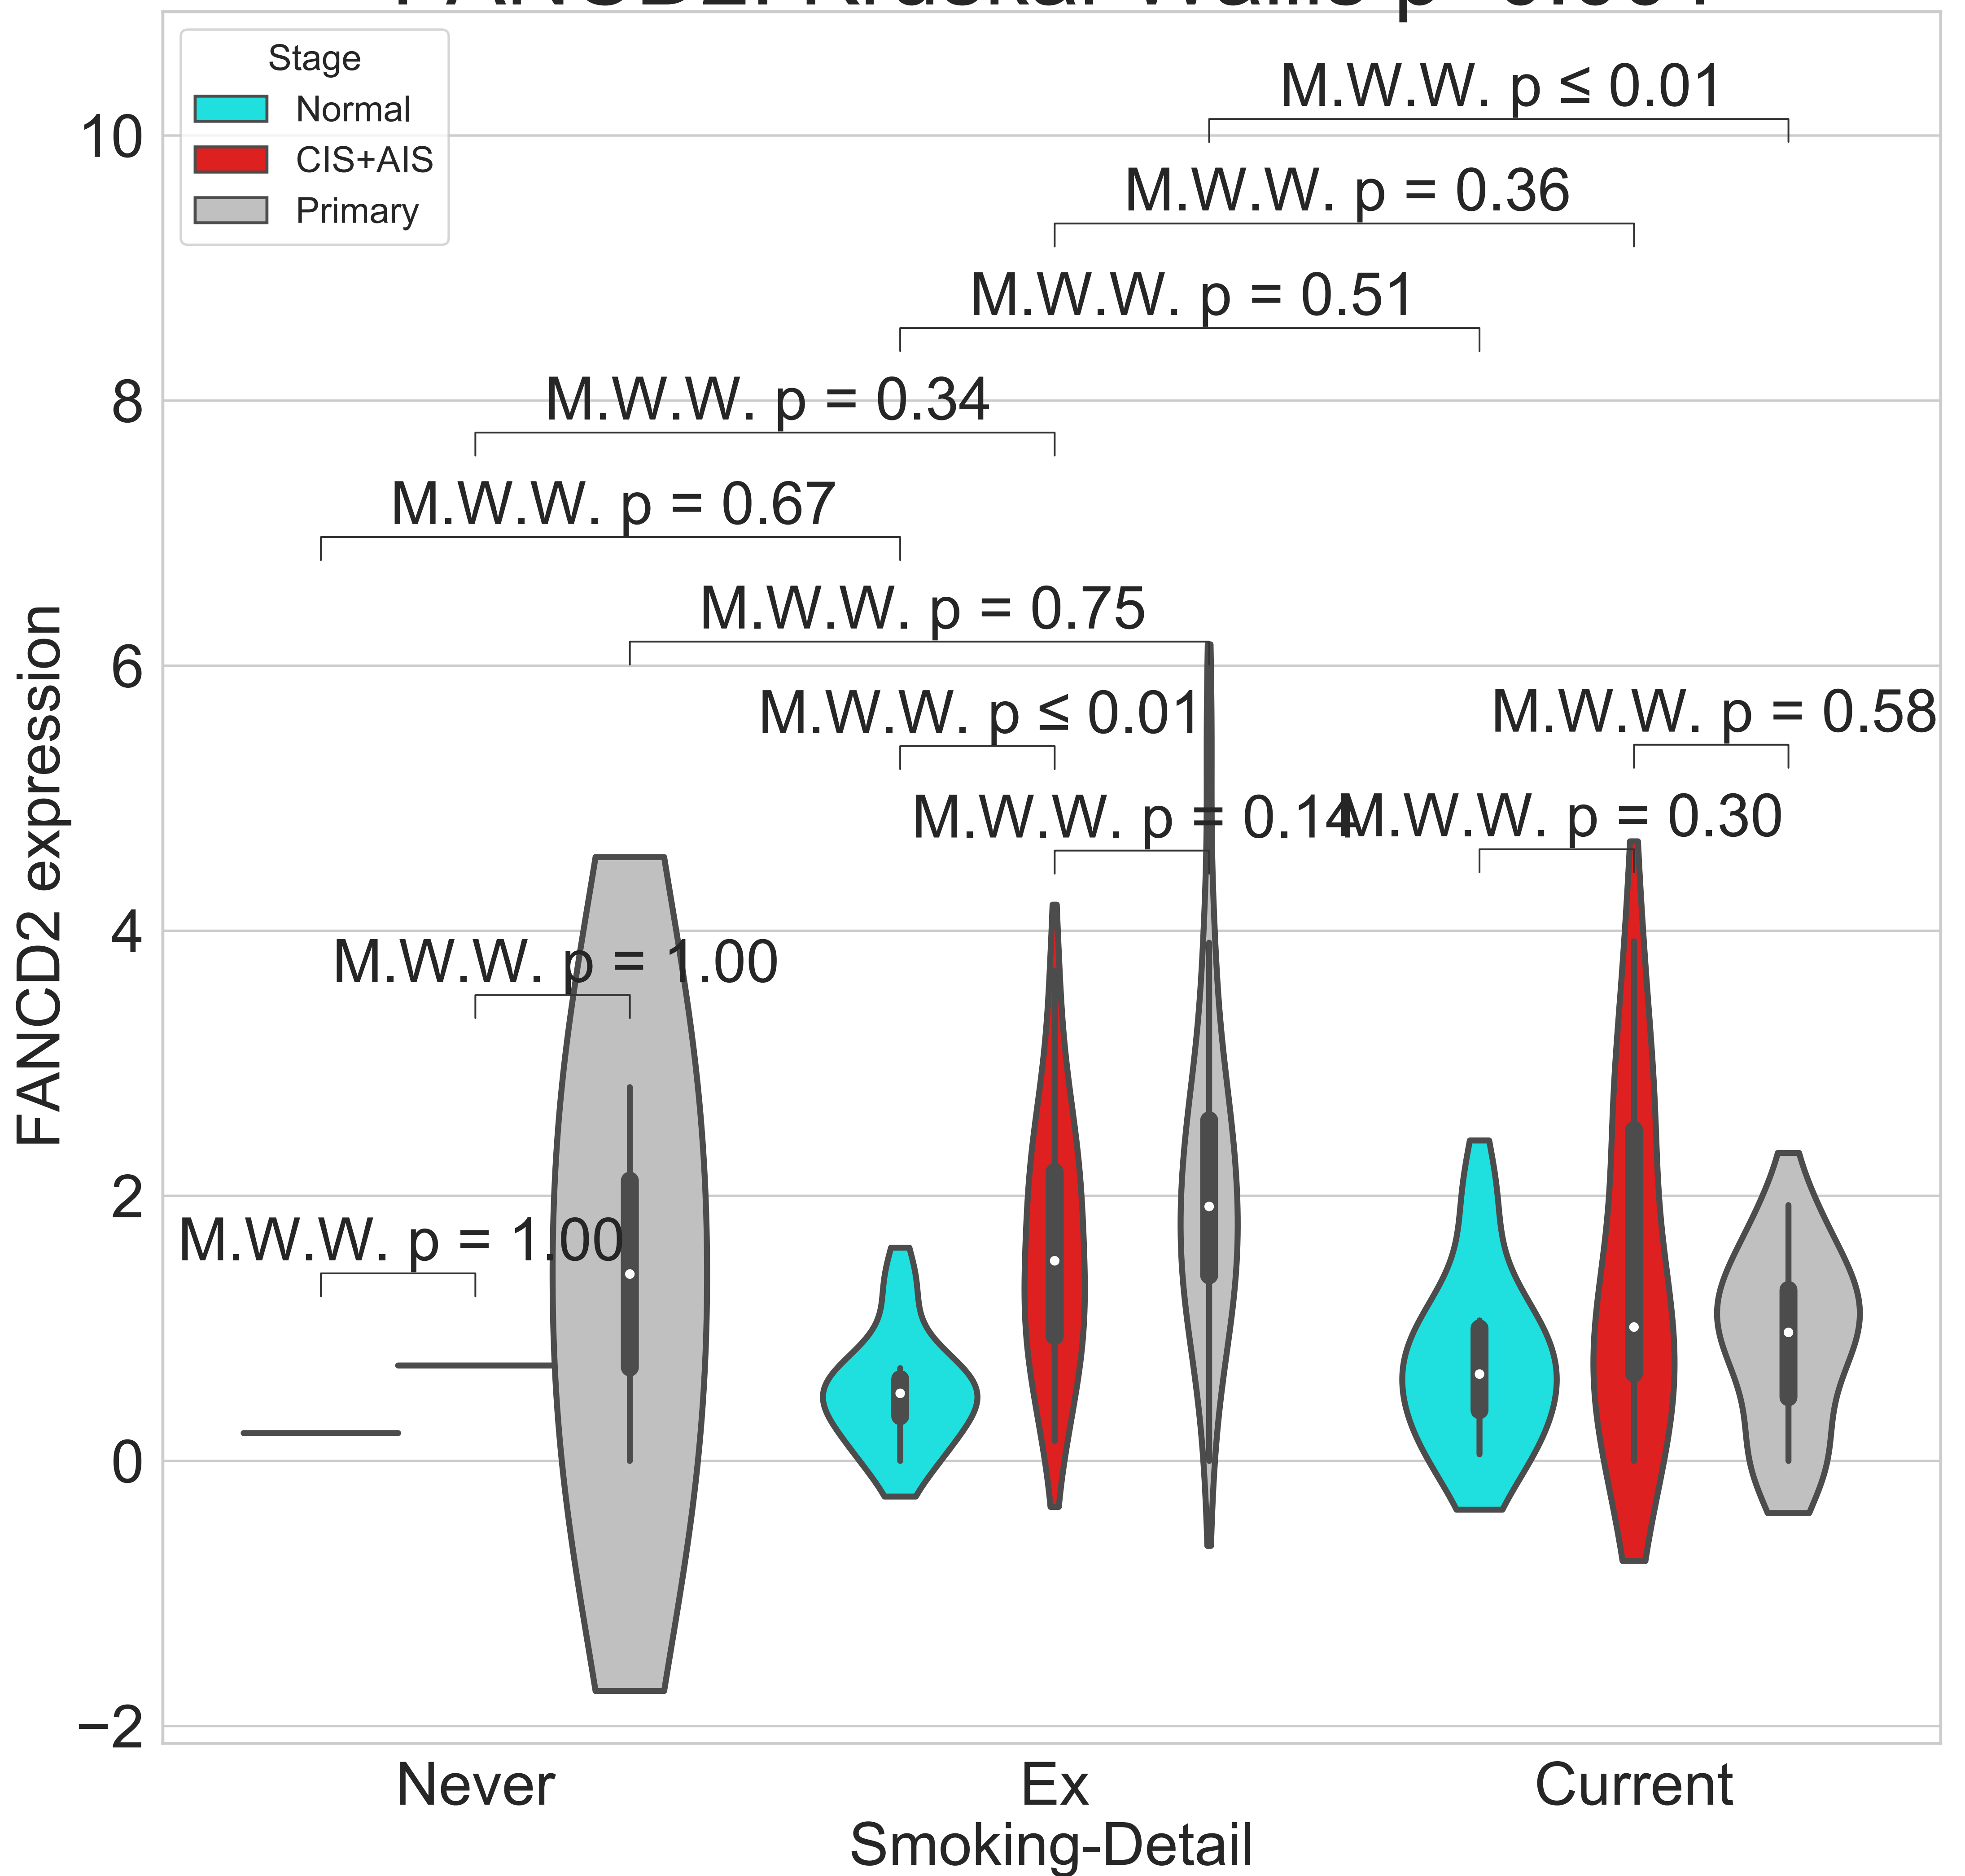 Stage
Normal
CIS+AIS
Primary
M.W.W. p ≤ 0.01
M.W.W. p = 0.36
M.W.W. p = 0.51
M.W.W. p = 0.34
M.W.W. p = 0.67
M.W.W. p = 0.75
M.W.W. p ≤ 0.01
M.W.W. p = 0.58
M.W.W. p = 0.14
M.W.W. p = 0.30
M.W.W. p = 1.00
M.W.W. p = 1.00
10
8
6
4
2
0
−2
FANCD2 expression
Never
Ex
Current
Smoking-Detail